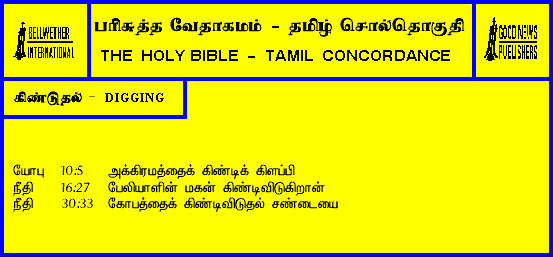 BELLWETHER
INTERNATIONAL
பரிசுத்த வேதாகமம் - தமிழ் சொல்தொகுதி
THE HOLY BIBLE - TAMIL CONCORDANCE
GOOD NEWS
PUBLISHERS
கிண்டுதல் - DIGGING
யோபு 10:5 அக்கிரமத்தைக் கிண்டிக் கிளப்பி
நீதி 16:27 பேலியாளின் மகன் கிண்டிவிடுகிறான்
நீதி 30:33 கோபத்தைக் கிண்டிவிடுதல் சண்டையை